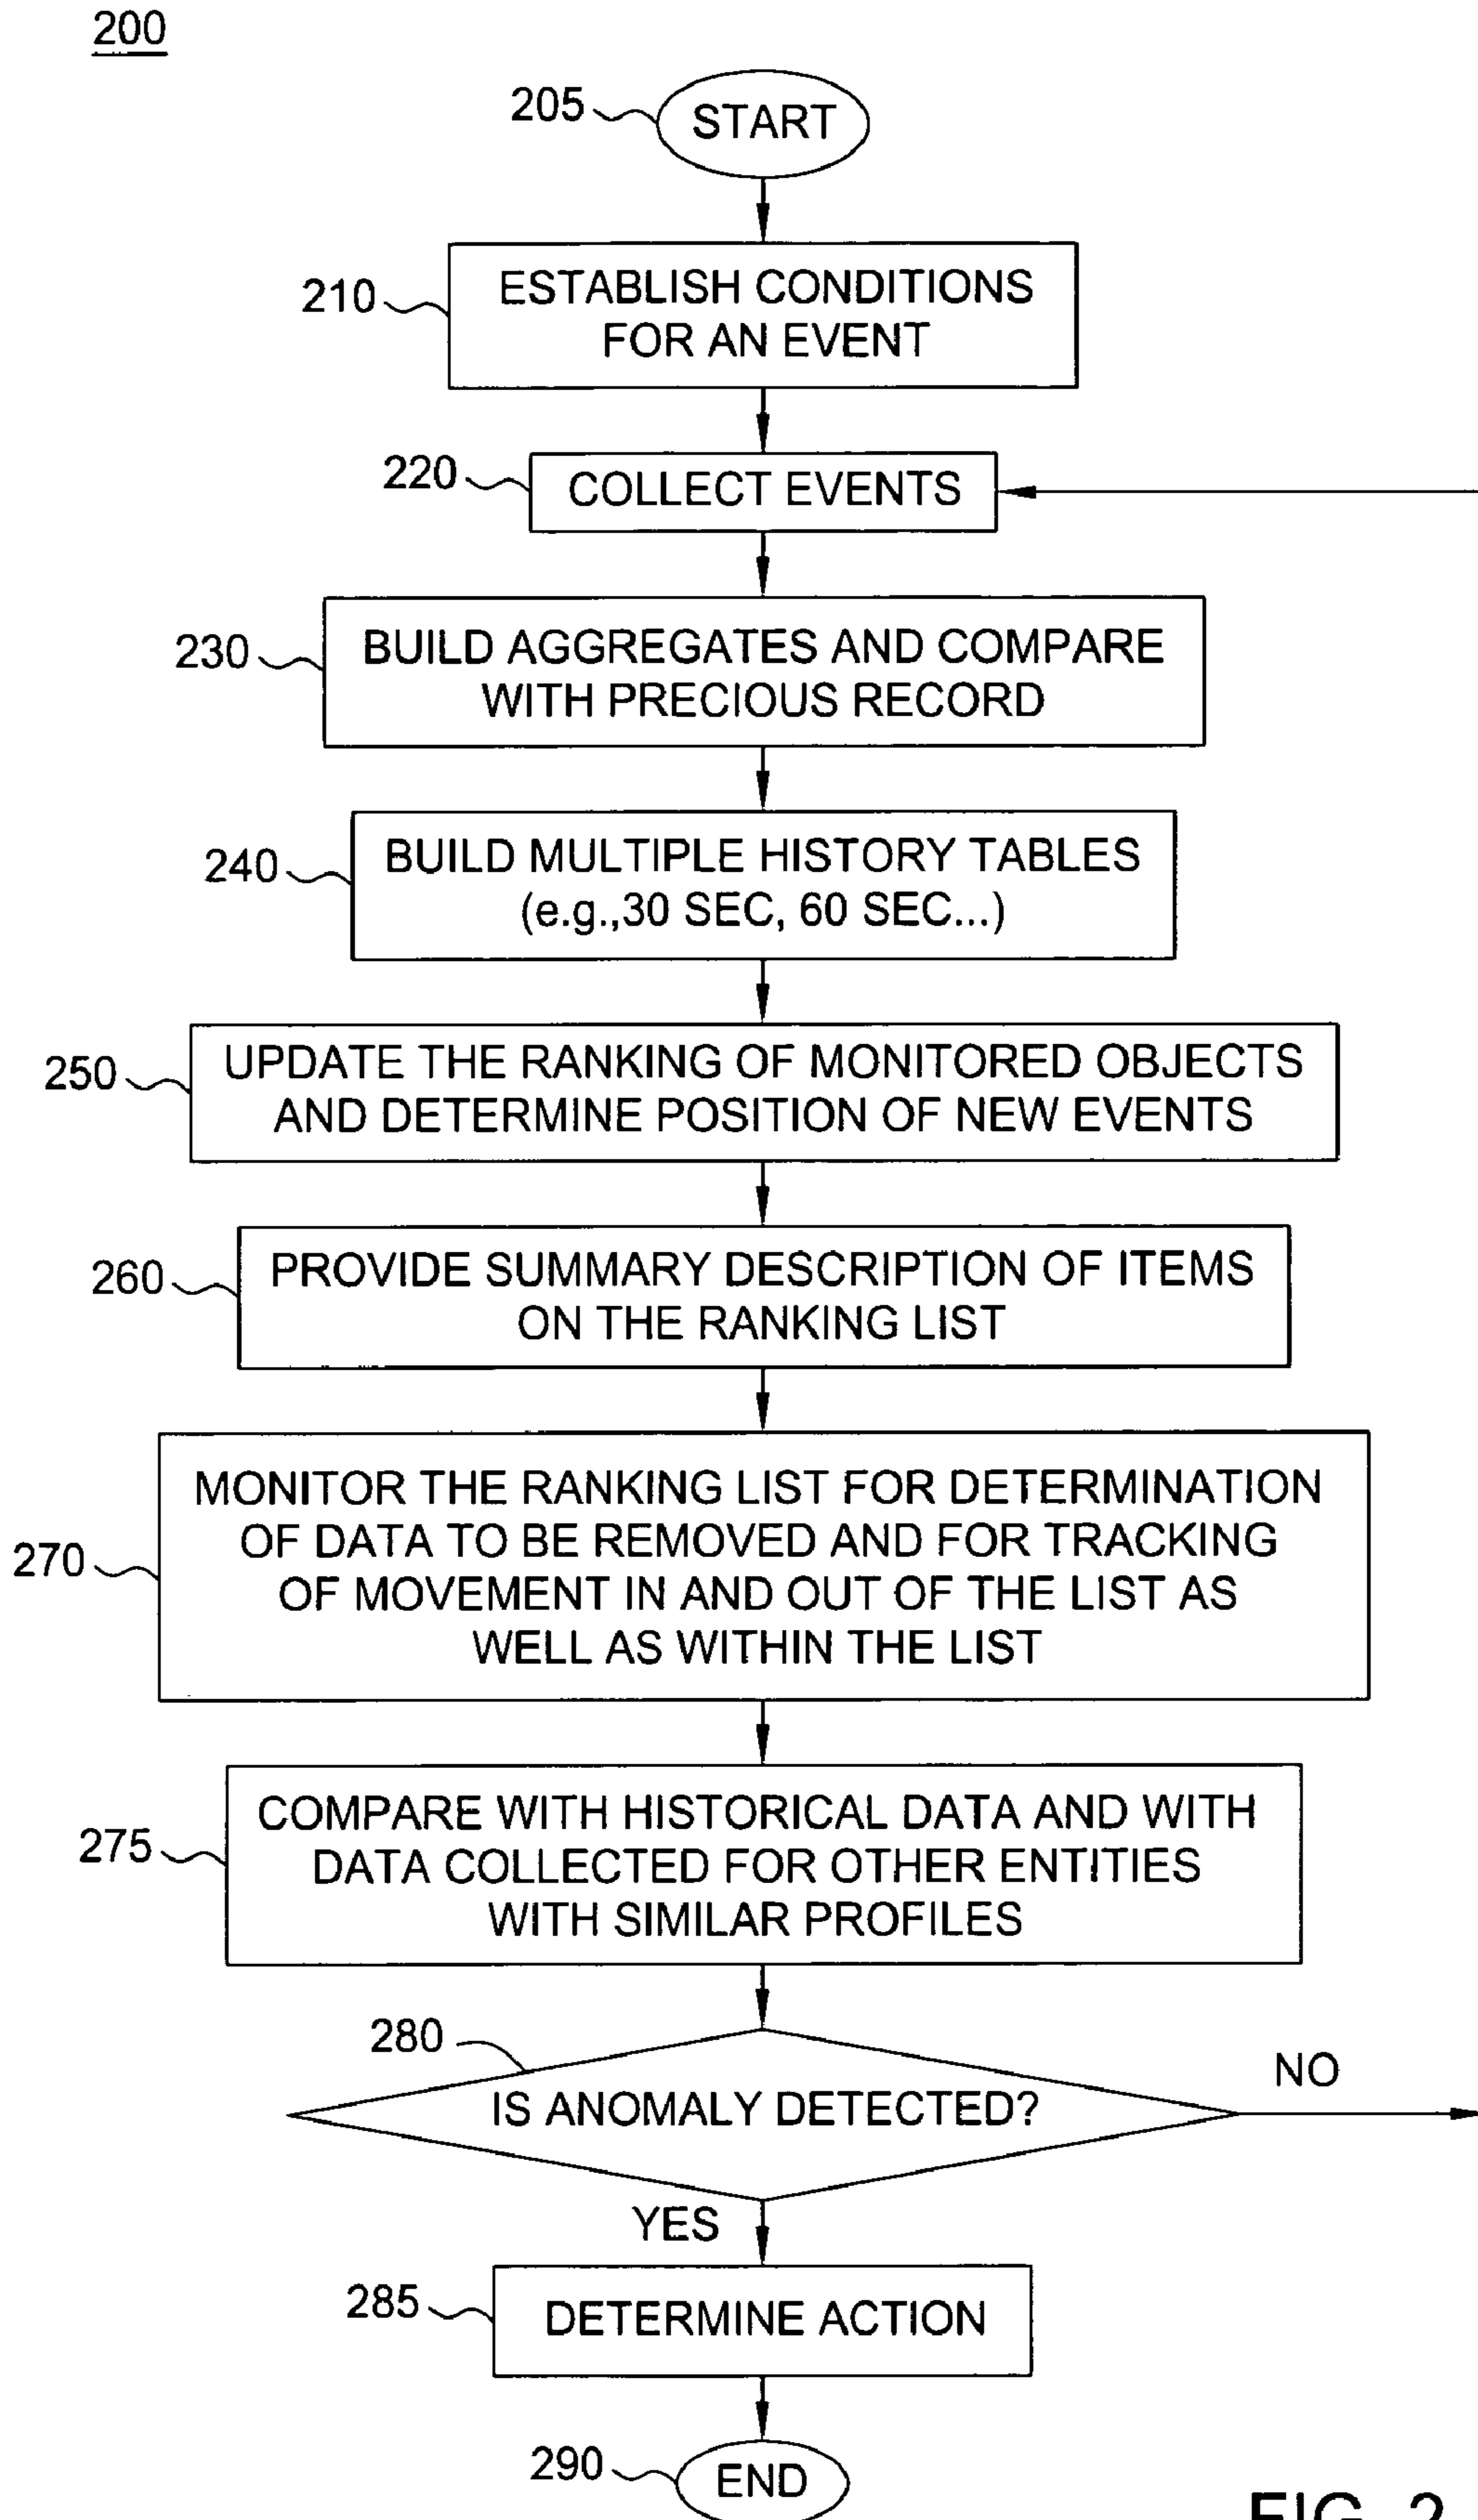 200
205
START
210
ESTABLISH CONDITIONS
FOR AN EVENT
220
COLLECT EVENTS
230
BUILD AGGREGATES AND COMPARE
WITH PRECIOUS RECORD
240
BUILD MULTIPLE HISTORY TABLES
(e.g.,30 SEC, 60 SEC...)
250
UPDATE THE RANKING OF MONITORED OBJECTS
AND DETERMINE POSITION OF NEW EVENTS
260
PROVIDE SUMMARY DESCRIPTION OF ITEMS
ON THE RANKING LIST
270
MONITOR THE RANKING LIST FOR DETERMINATION
OF DATA TO BE REMOVED AND FOR TRACKING
OF MOVEMENT IN AND OUT OF THE LIST AS
WELL AS WITHIN THE LIST
275
COMPARE WITH HISTORICAL DATA AND WITH
DATA COLLECTED FOR OTHER ENTITIES
WITH SIMILAR PROFILES
280
IS ANOMALY DETECTED?
NO
YES
285
DETERMINE ACTION
290
END
FIG. 2